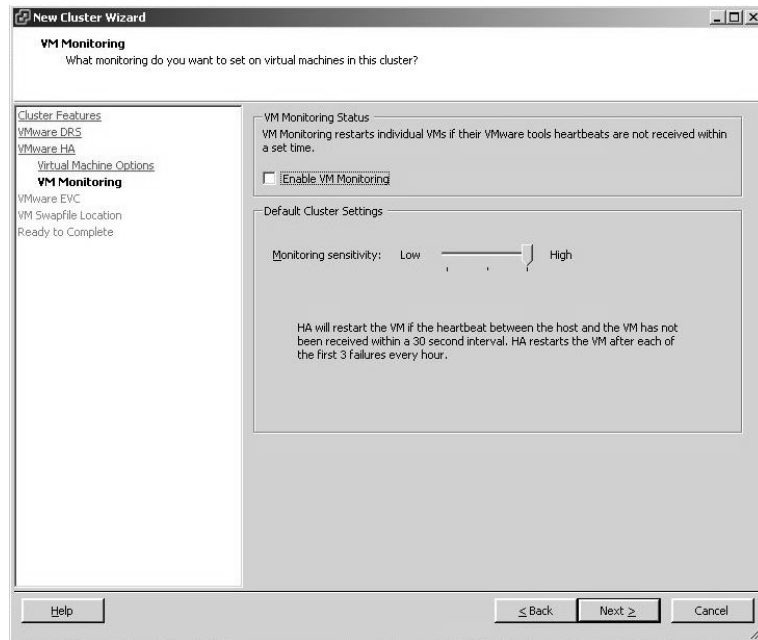 New Cluster Wizard
VM Monitoring
What monitoring do you want to set on virtual machines in this cluster?
Cluster Features
VMware DRS
VMware HA
Virtual Machine Options
VM Monitoring
VMware EVC
VM Swapfile Location
Ready to Complete
VM Monitoring Status
VM Monitoring restarts individual VMs if their VMware tools heartbeats are not received within
a set time.
Enable VM Monitoring
Default Cluster Settings
Monitoring sensitivity: Low High
HA will restart the VM if the heartbeat between the host and the VM has not
been received within a 30 second interval. HA restarts the VM after each of
the first 3 failures every hour.
Help
< Back
Next >
Cancel